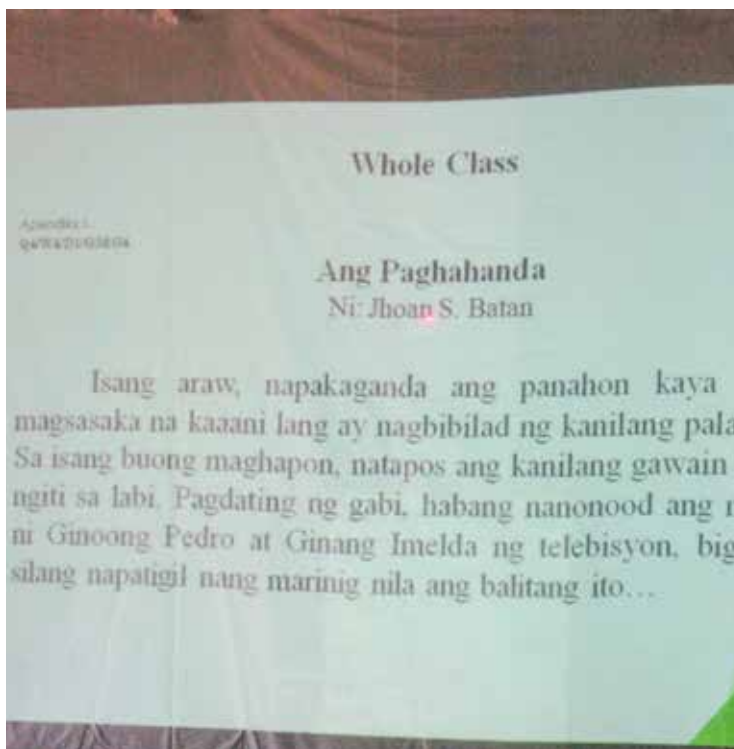 Whole Class
Ang Paghahanda
Ni: Jhoan S. Batan
Isang araw, napakaganda ang panahon kaya
magsasaka na kaaani lang ay nagbibilad ng kanilang pala
Sa isang buong maghapon, natapos ang kanilang gawain
ngiti sa labi. Pagdating ng gabi, habang nanonood ang
ni Ginoong Pedro at Ginang Imelda ng telebisyon, big
silang napatigil nang marinig nila ang balitang ito…